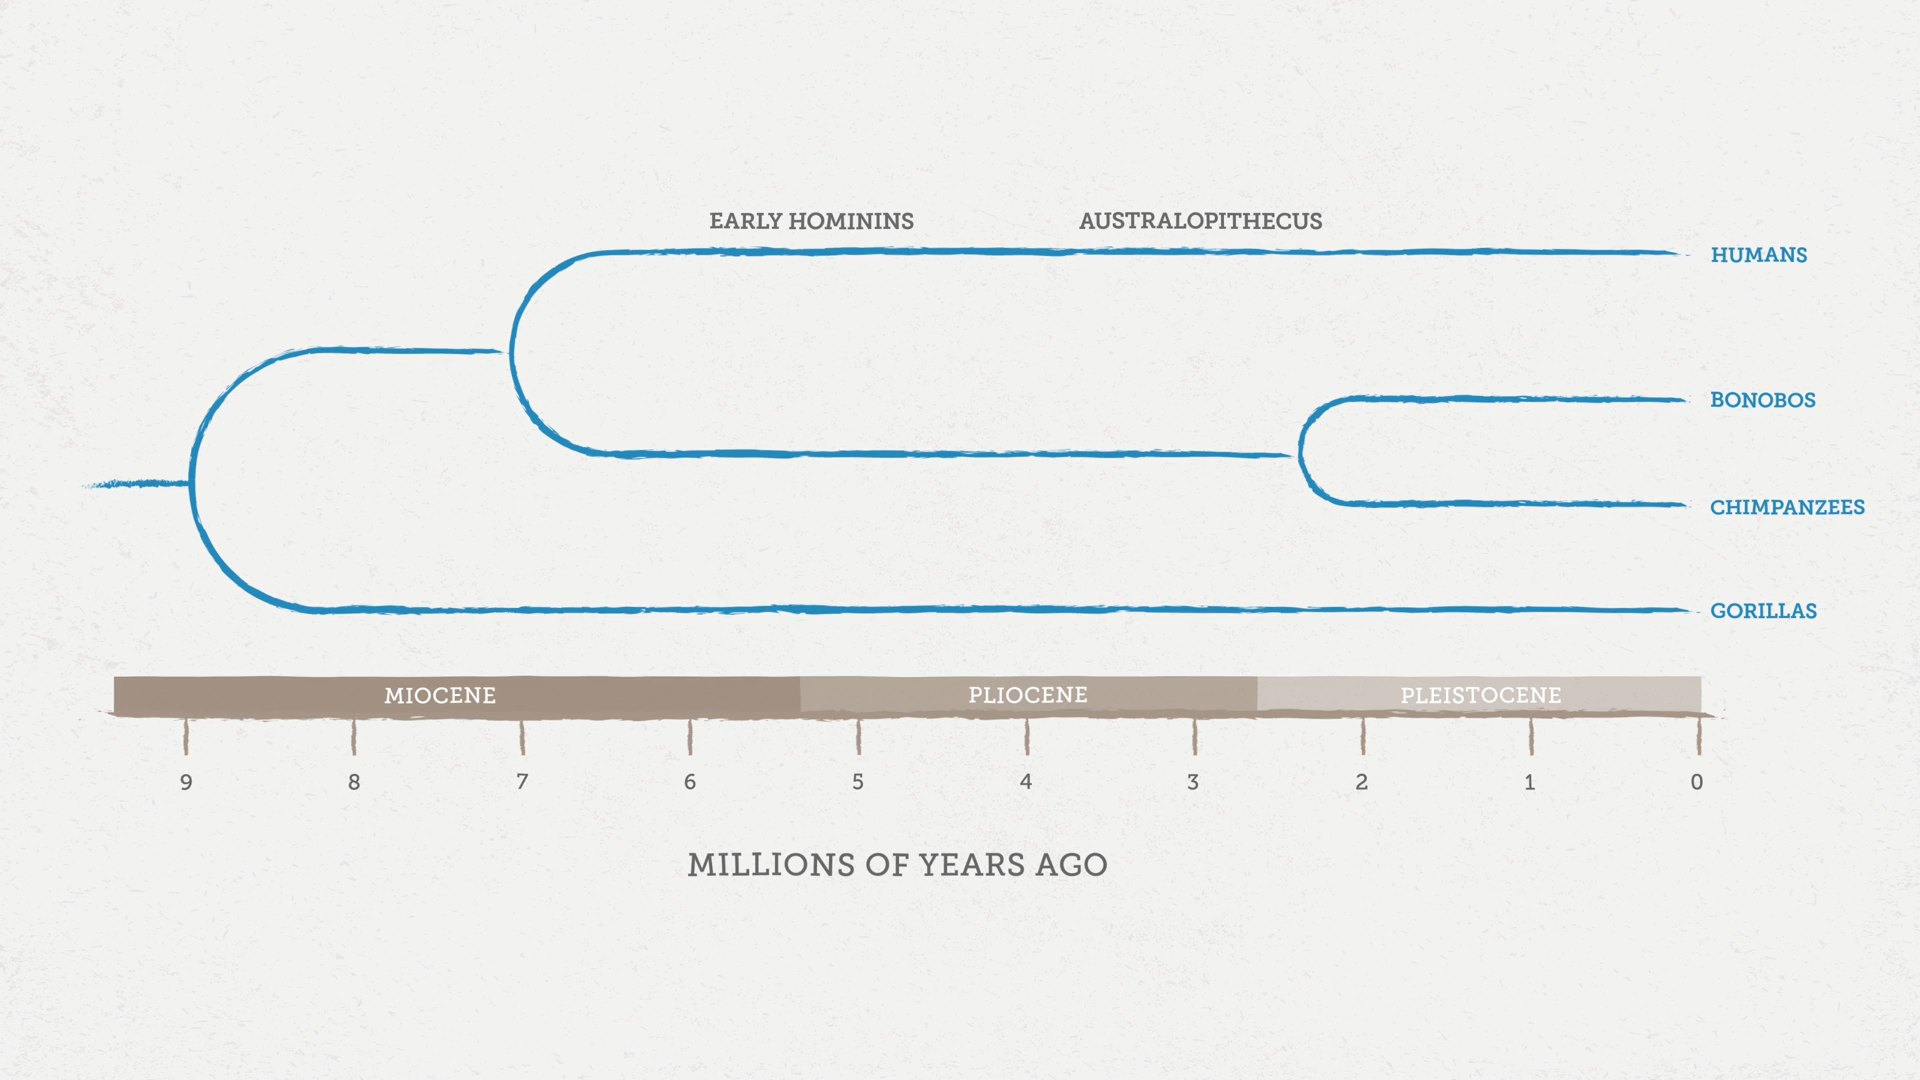 EARLY HOMININS
AUSTRALOPITHECUS
HUMANS
BONOBOS
CHIMPANZEES
GORILLAS
MIOCENE
PLIOCENE
PLEISTOCENE
9 8 7 6 5 4 3 2 1 0
MILLIONS OF YEARS AGO